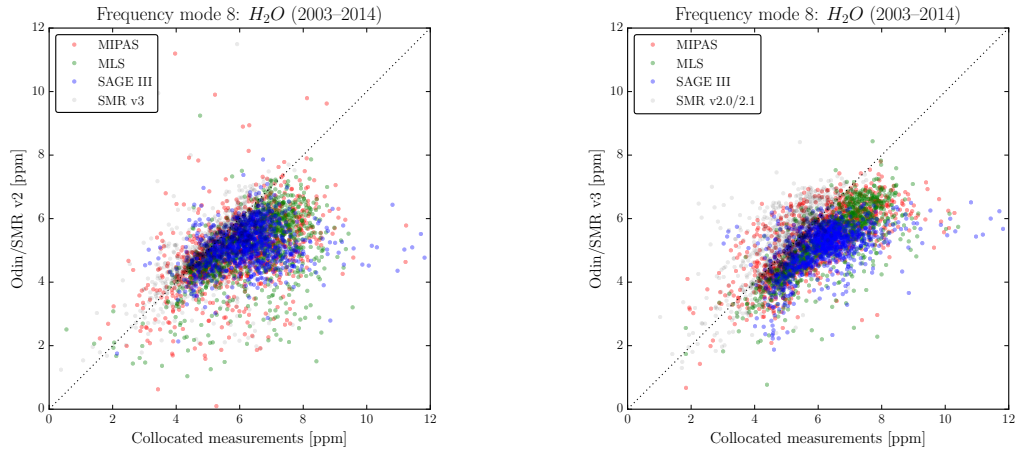 Frequency mode 8: H2O (2003–2014)
12
10
8
6
4
2
0
Odin/SMR v2 [ppm]
MIPAS
MLS
SAGE III
SMR v3
0 2 4 6 8 10 12
Collocated measurements [ppm]
Frequency mode 8: H2O (2003–2014)
12
10
8
6
4
2
0
Odin/SMR v3 [ppm]
MIPAS
MLS
SAGE III
SMR v2.0/2.1
0 2 4 6 8 10 12
Collocated measurements [ppm]